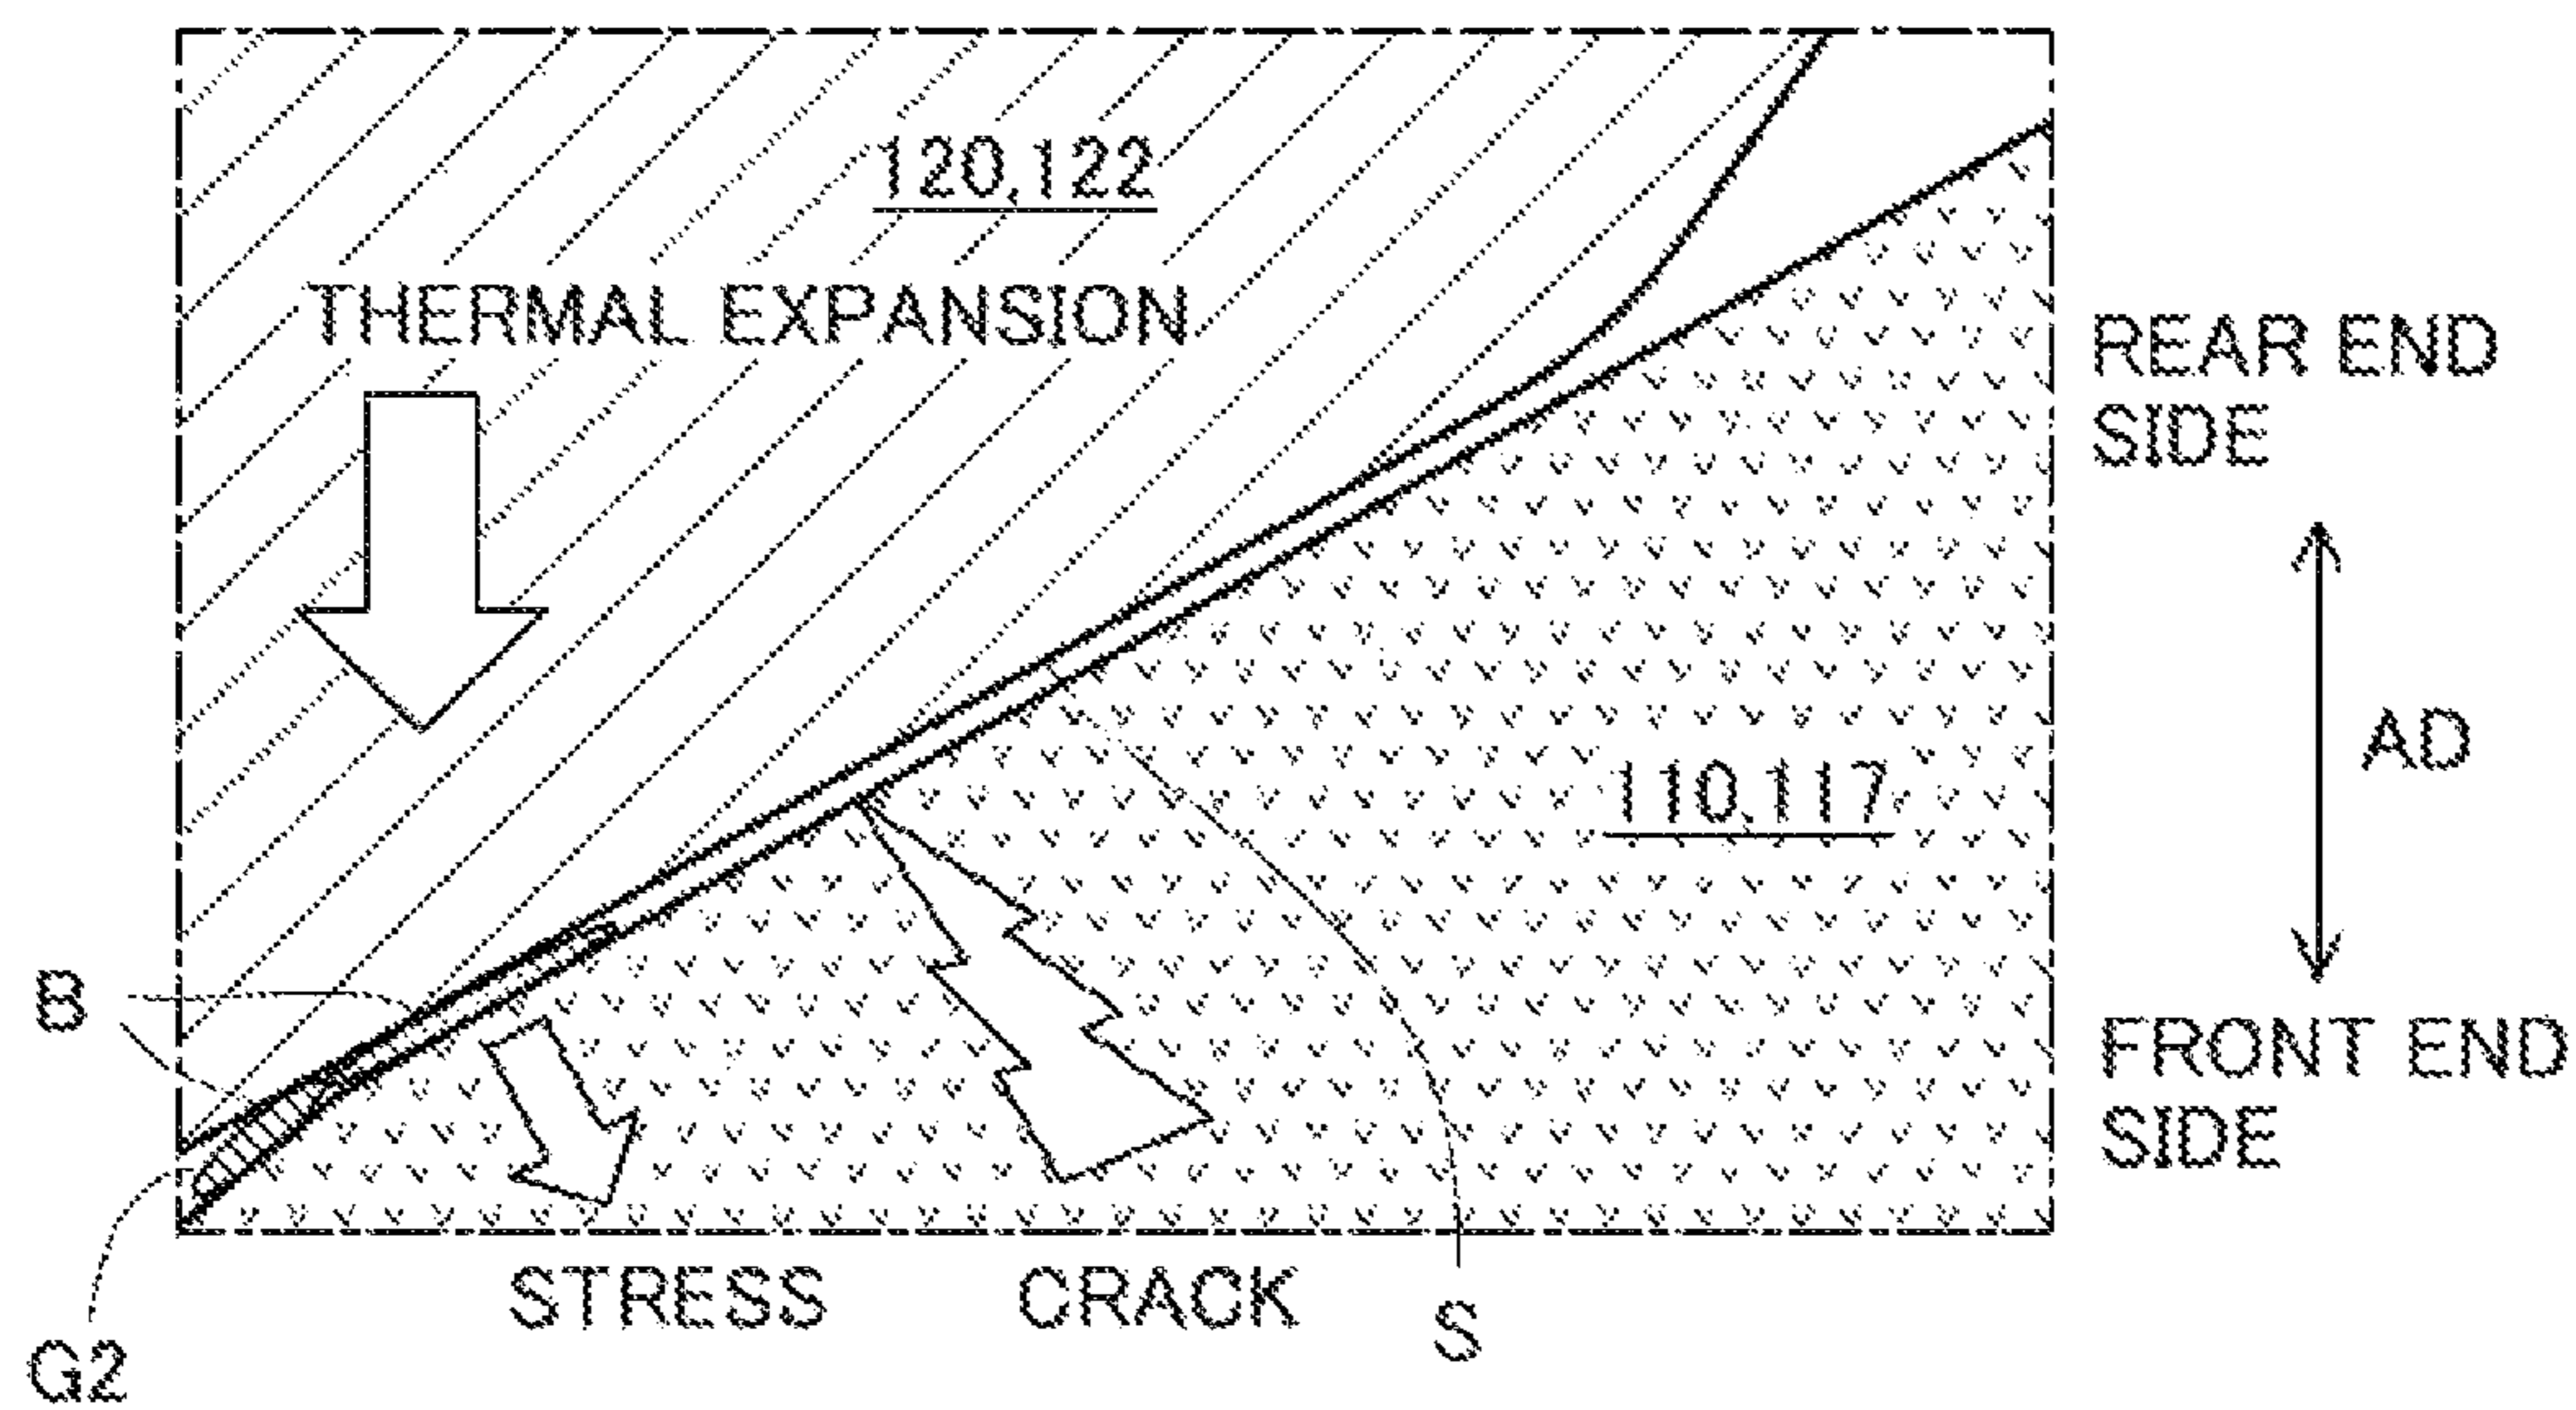 120,122
THERMAL EXPANSION
REAR END
SIDE
AD
110,117
B
FRONT END
SIDE
STRESS
CRACK
S
G2